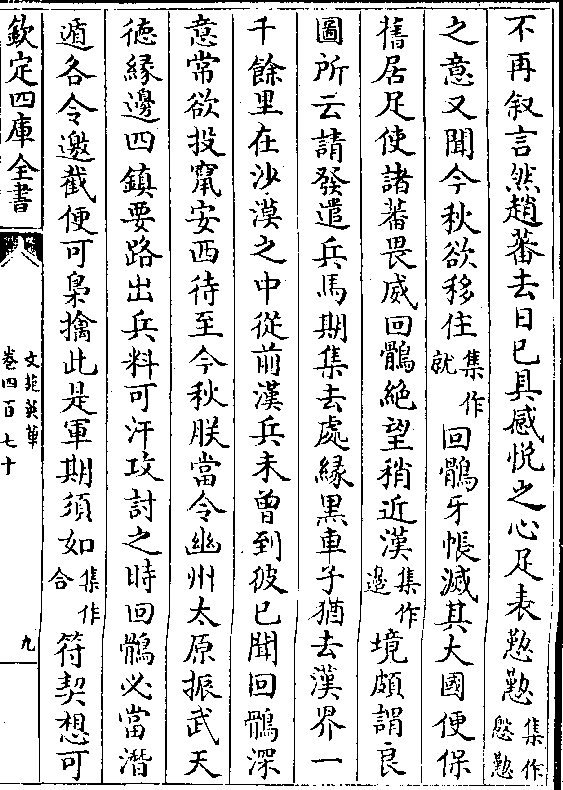 不再叙言然趙蕃去日已具感悦之心足表懃懃集作慇懃
之意又聞今秋欲移住集作就回鶻牙帳滅其大國便保
舊居足使諸蕃畏威回鶻絶望稍近漢集作邊境頗謂良
圖所云請發遣兵馬期集去處縁黒車子猶去漢界一
千餘里在沙漠之中從前漢兵未曾到彼已聞回鶻深
意常欲投竄安西待至今秋朕當令幽州太原振武天
徳縁邊四鎮要路出兵料可汗攻討之時回鶻必當潛
遁各令邀截便可梟擒此是軍期須如集作合符契想可
欽定四庫全書
文苑英華
卷四百七十
九